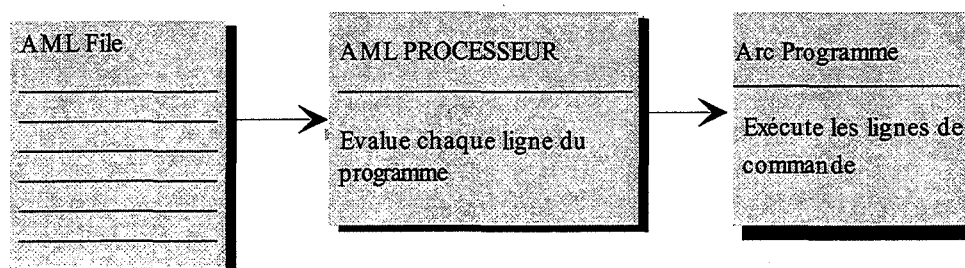 AML File
AML PROCESSEUR
Evalue chaque ligne du
programme
Arc Programme
Exécute les lignes de
commande